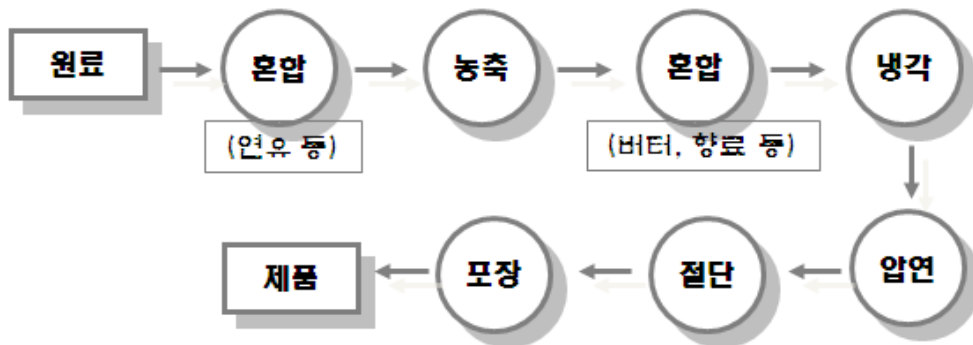 원료
혼합
농축
혼합
냉각
(연유 등)
(버터, 향료 등)
압연
절단
포장
제품